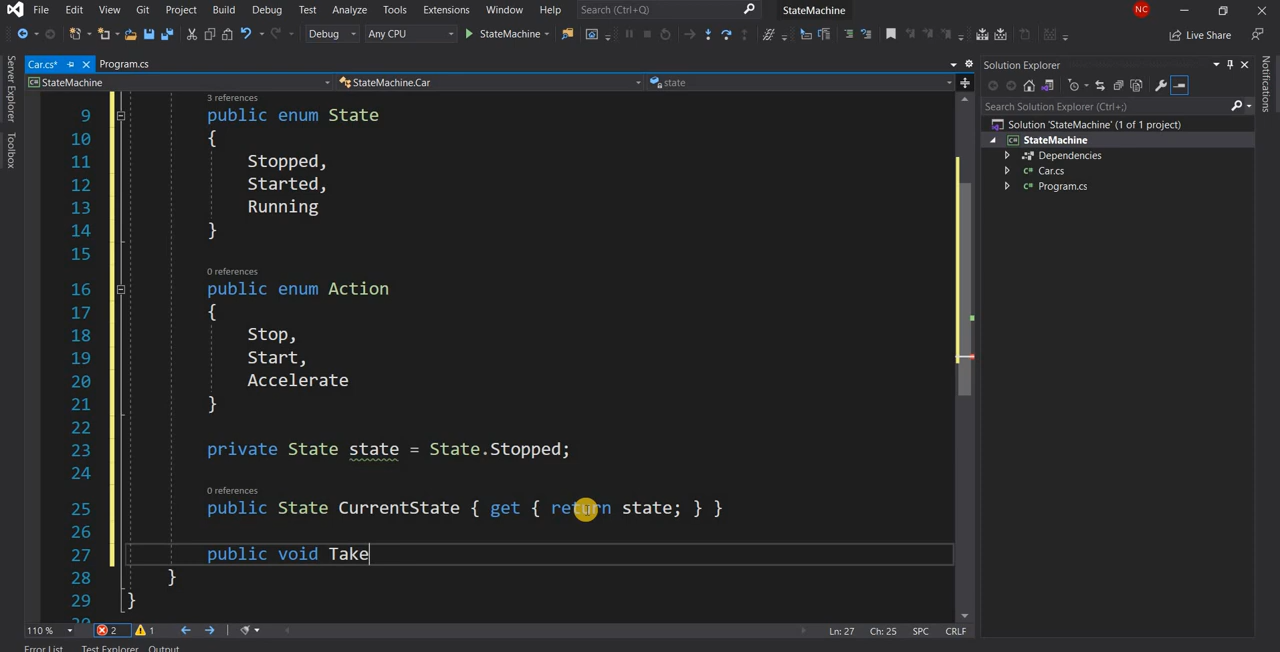 File Edit View Git Project Build Debug Test Analyze Tools Extensions Window Help Search (Ctrl+Q) StateMachine NC
Debug Any CPU StateMachine Live Share
Server Explorer
Toolbox
Notifications
Car.cs* Program.cs
StateMachine StateMachine.Car state
3 references
9 public enum State
10 {
11 Stopped,
12 Started,
13 Running
14 }
15
0 references
16 public enum Action
17 {
18 Stop,
19 Start,
20 Accelerate
21 }
22
23 private State state = State.Stopped;
24
0 references
25 public State CurrentState { get { return state; } }
26
27 public void Take
28 }
29 }
110 % 2 1 Ln: 27 Ch: 25 SPC CRLF
Error List Test Explorer Output
Solution Explorer
Search Solution Explorer (Ctrl+;)
Solution 'StateMachine' (1 of 1 project)
C# StateMachine
Dependencies
C# Car.cs
C# Program.cs